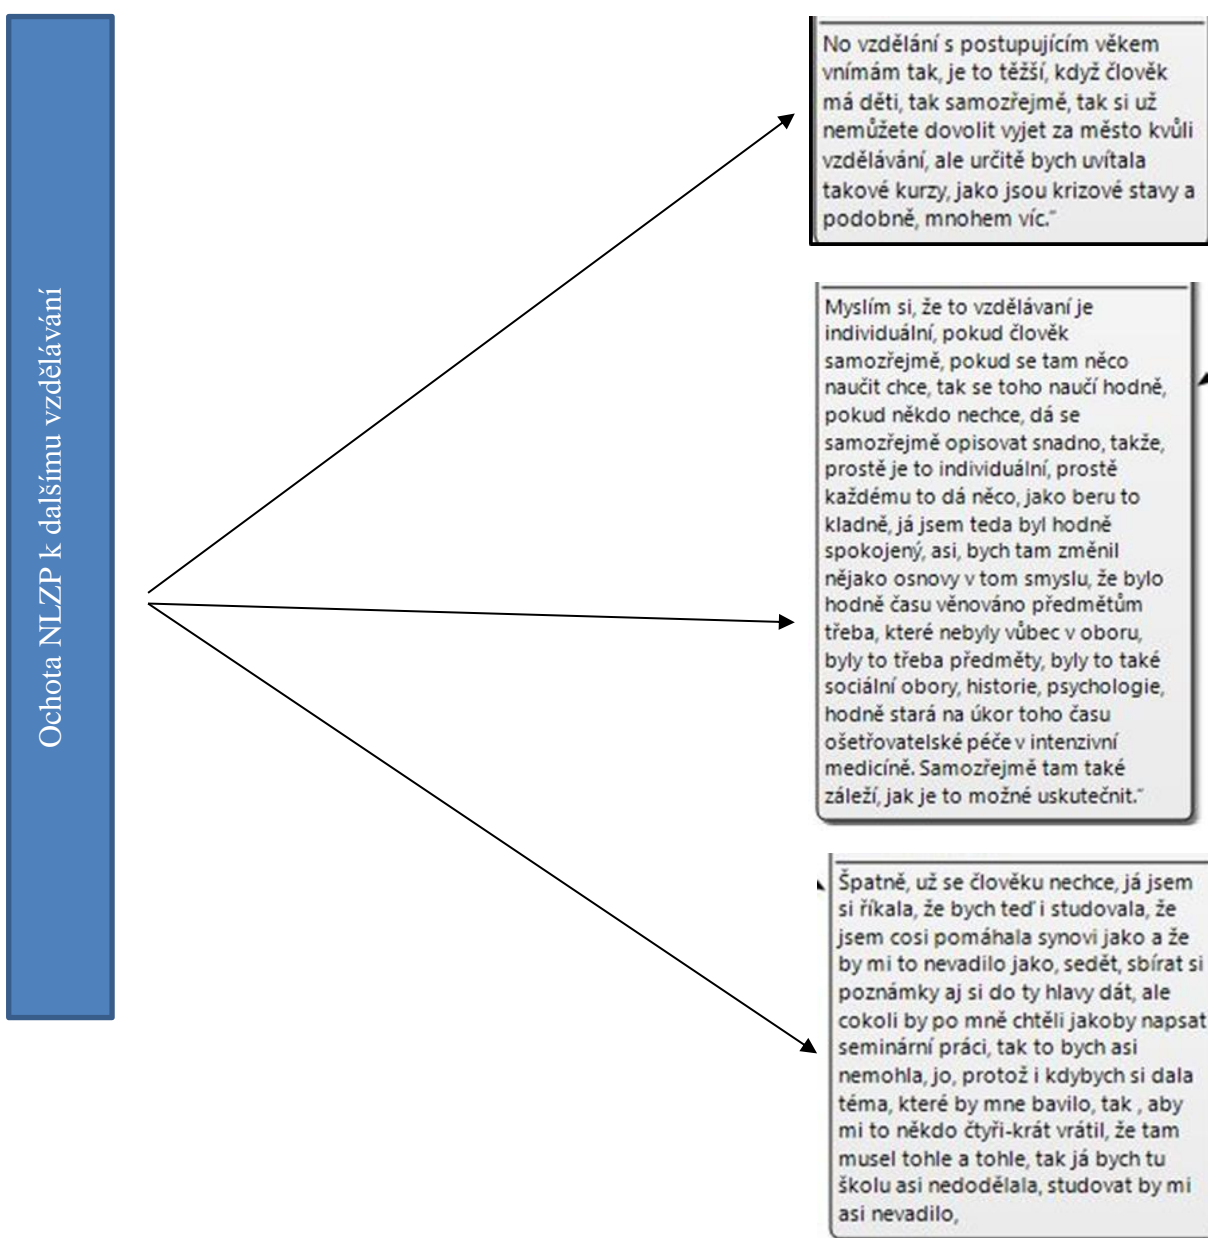 Ochota NLZP k dalšímu vzdělávání
No vzdělání s postupujícím věkem
vnímám tak, je to těžší, když člověk
má děti, tak samozřejmě, tak si už
nemůžete dovolit vyjet za město kvůli
vzdělávání, ale určitě bych uvítala
takové kurzy, jako jsou krizové stavy a
podobně, mnohem víc.˝
Myslím si, že to vzdělávaní je
individuální, pokud člověk
samozřejmě, pokud se tam něco
naučit chce, tak se toho naučí hodně,
pokud někdo nechce, dá se
samozřejmě opisovat snadno, takže,
prostě je to individuální, prostě
každému to dá něco, jako beru to
kladně, já jsem teda byl hodně
spokojený, asi, bych tam změnil
nějako osnovy v tom smyslu, že bylo
hodně času věnováno předmětům
třeba, které nebyly vůbec v oboru,
byly to třeba předměty, byly to také
sociální obory, historie, psychologie,
hodně stará na úkor toho času
ošetřovatelské péče v intenzivní
medicíně. Samozřejmě tam také
záleží, jak je to možné uskutečnit.˝
Špatně, už se člověku nechce, já jsem
si říkala, že bych teď i studovala, že
jsem cosi pomáhala synovi jako a že
by mi to nevadilo jako, sedět, sbírat si
poznámky aj si do ty hlavy dát, ale
cokoli by po mně chtěli jakoby napsat
seminární práci, tak to bych asi
nemohla, jo, protož i kdybych si dala
téma, které by mne bavilo, tak , aby
mi to někdo čtyři-krát vrátil, že tam
musel tohle a tohle, tak já bych tu
školu asi nedodělala, studovat by mi
asi nevadilo,